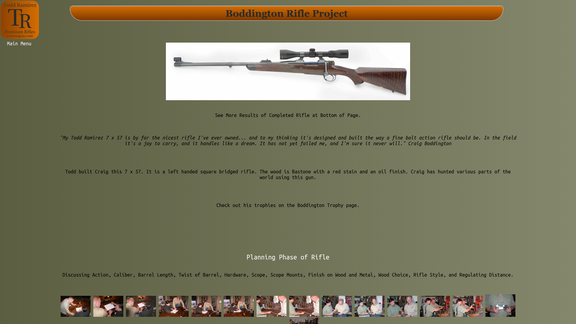 Todd Ramirez
TR
Main Menu
Boddington Rifle Project
See More Results of Completed Rifle at Bottom of Page.
"My Todd Ramirez 7 x 57 is by far the nicest rifle I've ever owned... and to my thinking it's designed and built the way a fine bolt action rifle should be. In the field
it's a joy to carry, and it handles like a dream. It has not yet failed me, and I'm sure it never will." Craig Boddington
Todd built Craig this 7 x 57. It is a left handed square bridged rifle. The wood is Bastone with a red stain and an oil finish. Craig has hunted various parts of the
world using this gun.
Check out his trophies on the Boddington Trophy page.
Planning Phase of Rifle
Discussing Action, Caliber, Barrel Length, Twist of Barrel, Hardware, Scope, Scope Mounts, Finish on Wood and Metal, Wood Choice, Rifle Style, and Regulating Distance.